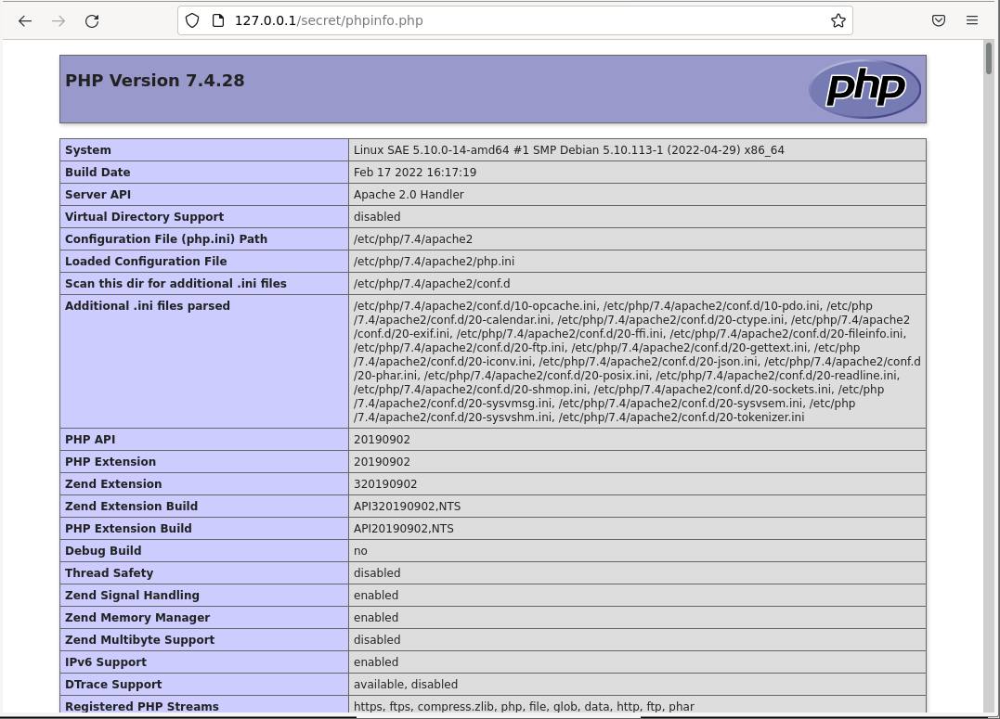 127.0.0.1/secret/phpinfo.php
PHP Version 7.4.28
php
System Linux SAE 5.10.0-14-amd64 #1 SMP Debian 5.10.113-1 (2022-04-29) x86_64
Build Date Feb 17 2022 16:17:19
Server API Apache 2.0 Handler
Virtual Directory Support disabled
Configuration File (php.ini) Path /etc/php/7.4/apache2
Loaded Configuration File /etc/php/7.4/apache2/php.ini
Scan this dir for additional .ini files /etc/php/7.4/apache2/conf.d
Additional .ini files parsed /etc/php/7.4/apache2/conf.d/10-opcache.ini, /etc/php/7.4/apache2/conf.d/10-pdo.ini, /etc/php
/7.4/apache2/conf.d/20-calendar.ini, /etc/php/7.4/apache2/conf.d/20-ctype.ini, /etc/php/7.4/apache2
/conf.d/20-exif.ini, /etc/php/7.4/apache2/conf.d/20-ffi.ini, /etc/php/7.4/apache2/conf.d/20-fileinfo.ini,
/etc/php/7.4/apache2/conf.d/20-ftp.ini, /etc/php/7.4/apache2/conf.d/20-gettext.ini, /etc/php
/7.4/apache2/conf.d/20-iconv.ini, /etc/php/7.4/apache2/conf.d/20-json.ini, /etc/php/7.4/apache2/conf.d
/20-phar.ini, /etc/php/7.4/apache2/conf.d/20-posix.ini, /etc/php/7.4/apache2/conf.d/20-readline.ini,
/etc/php/7.4/apache2/conf.d/20-shmop.ini, /etc/php/7.4/apache2/conf.d/20-sockets.ini, /etc/php
/7.4/apache2/conf.d/20-sysvmsg.ini, /etc/php/7.4/apache2/conf.d/20-sysvsem.ini, /etc/php
/7.4/apache2/conf.d/20-sysvshm.ini, /etc/php/7.4/apache2/conf.d/20-tokenizer.ini
PHP API 20190902
PHP Extension 20190902
Zend Extension 320190902
Zend Extension Build API320190902,NTS
PHP Extension Build API20190902,NTS
Debug Build no
Thread Safety disabled
Zend Signal Handling enabled
Zend Memory Manager enabled
Zend Multibyte Support disabled
IPv6 Support enabled
DTrace Support available, disabled
Registered PHP Streams https, ftps, compress.zlib, php, file, glob, data, http, ftp, phar